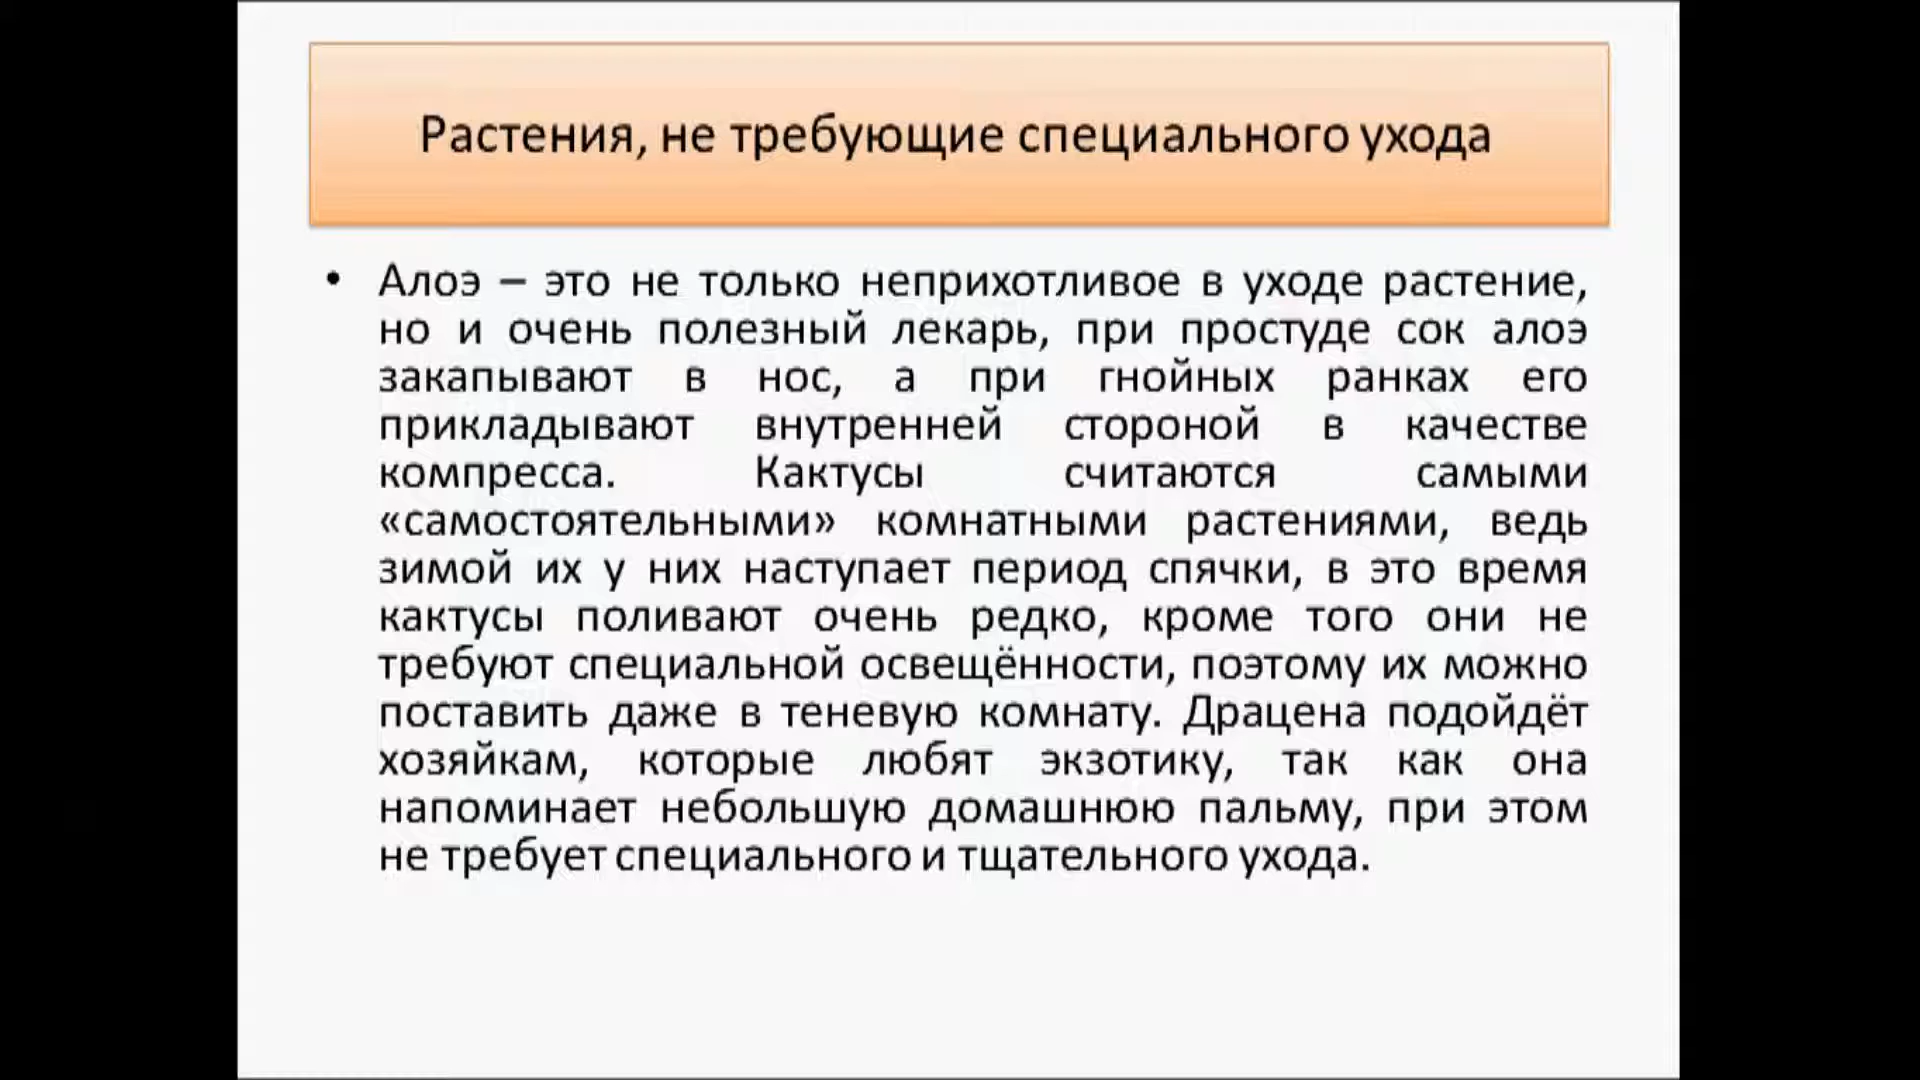 Растения, не требующие специального ухода
• Алоэ – это не только неприхотливое в уходе растение,
но и очень полезный лекарь, при простуде сок алоэ
закапывают в нос, а при гнойных ранках его
прикладывают внутренней стороной в качестве
компресса. Кактусы считаются самыми
«самостоятельными» комнатными растениями, ведь
зимой их у них наступает период спячки, в это время
кактусы поливают очень редко, кроме того они не
требуют специальной освещённости, поэтому их можно
поставить даже в теневую комнату. Драцена подойдёт
хозяйкам, которые любят экзотику, так как она
напоминает небольшую домашнюю пальму, при этом
не требует специального и тщательного ухода.